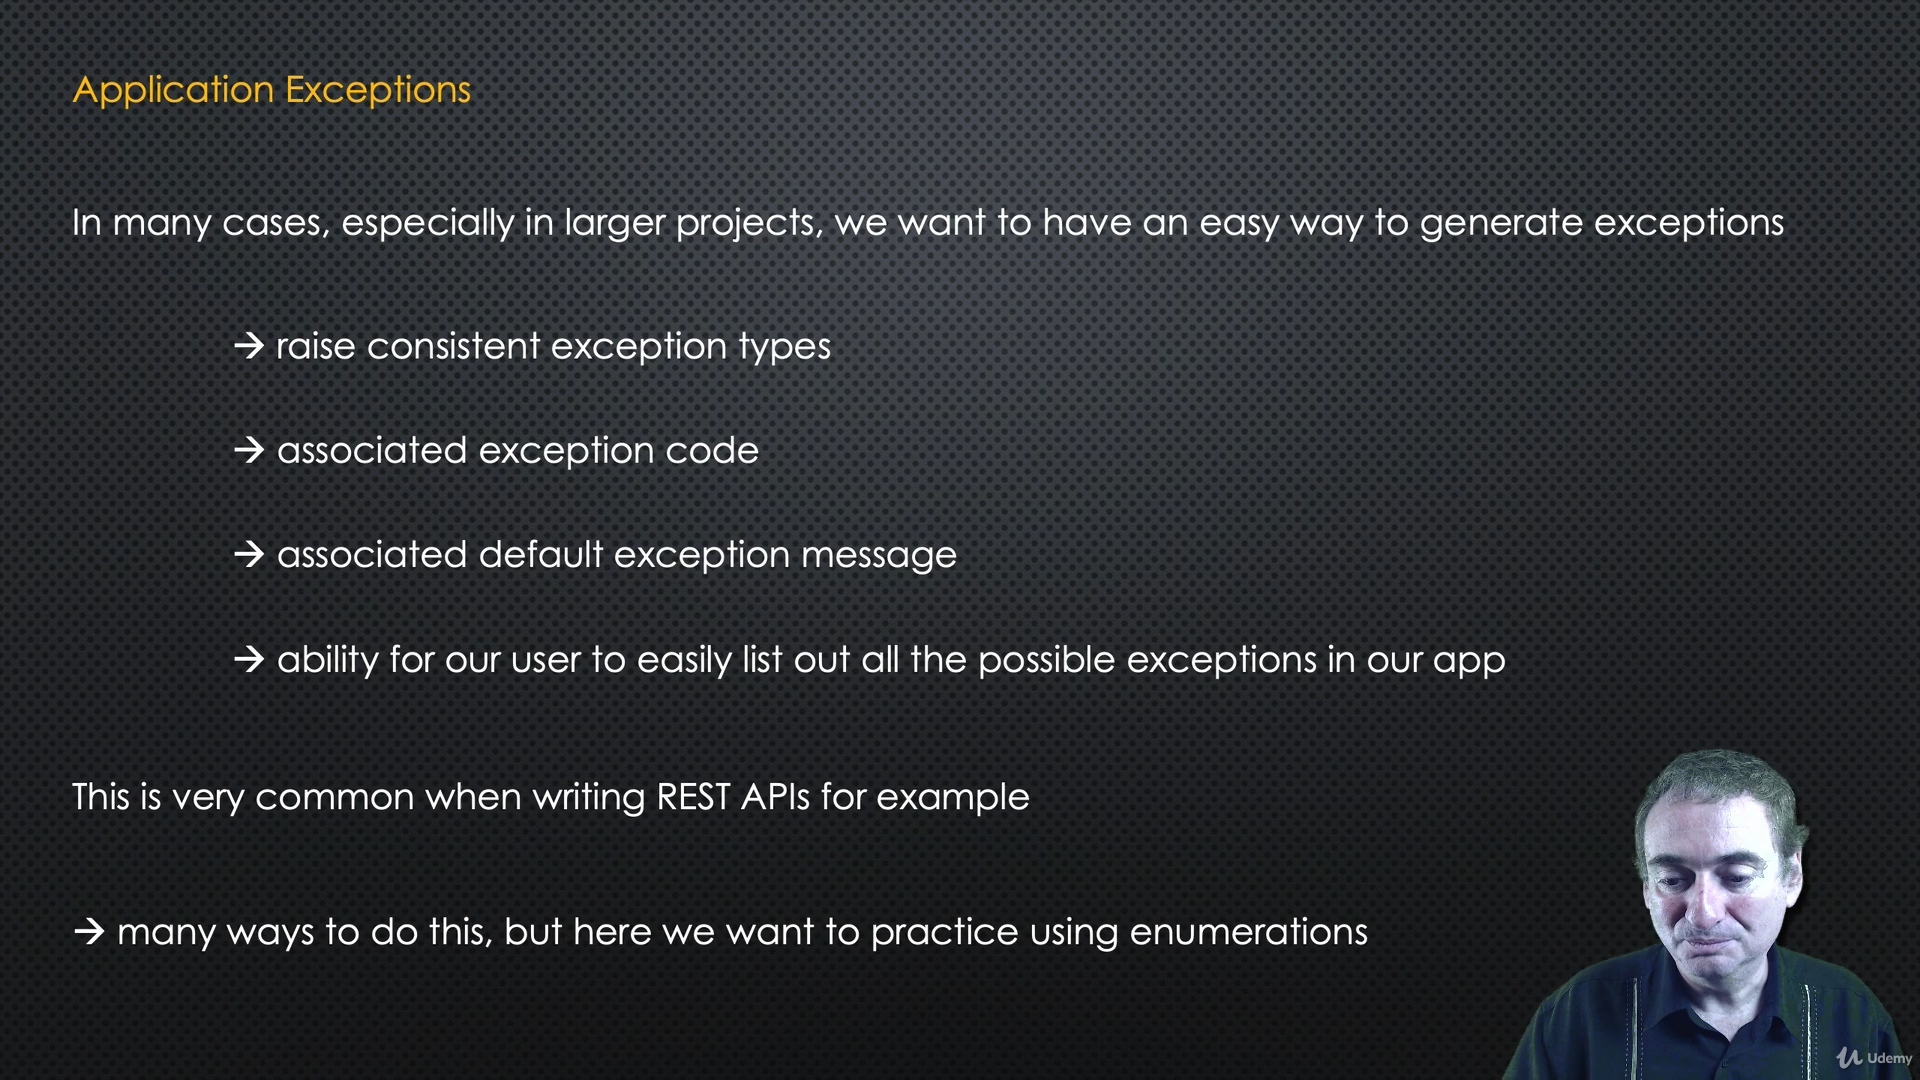 Application Exceptions
In many cases, especially in larger projects, we want to have an easy way to generate exceptions
→ raise consistent exception types
→ associated exception code
→ associated default exception message
→ ability for our user to easily list out all the possible exceptions in our app
This is very common when writing REST APIs for example
→ many ways to do this, but here we want to practice using enumerations
Udemy